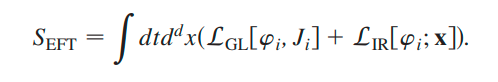 S_EFT = ∫ dtd^dx(ℒ_GL[φ_i, J_i] + ℒ_IR[φ_i; x]).